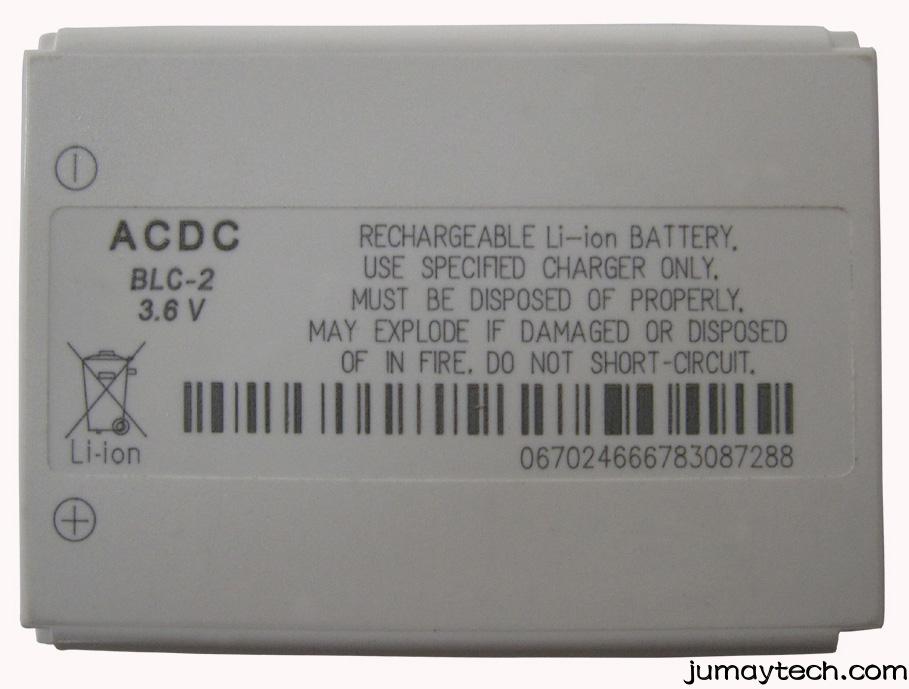 ACDC
BLC-2
3.6 V
RECHARGEABLE Li-ion BATTERY.
USE SPECIFIED CHARGER ONLY.
MUST BE DISPOSED OF PROPERLY.
MAY EXPLODE IF DAMAGED OR DISPOSED
OF IN FIRE. DO NOT SHORT-CIRCUIT.
Li-ion
067024666783087288
jumaytech.com